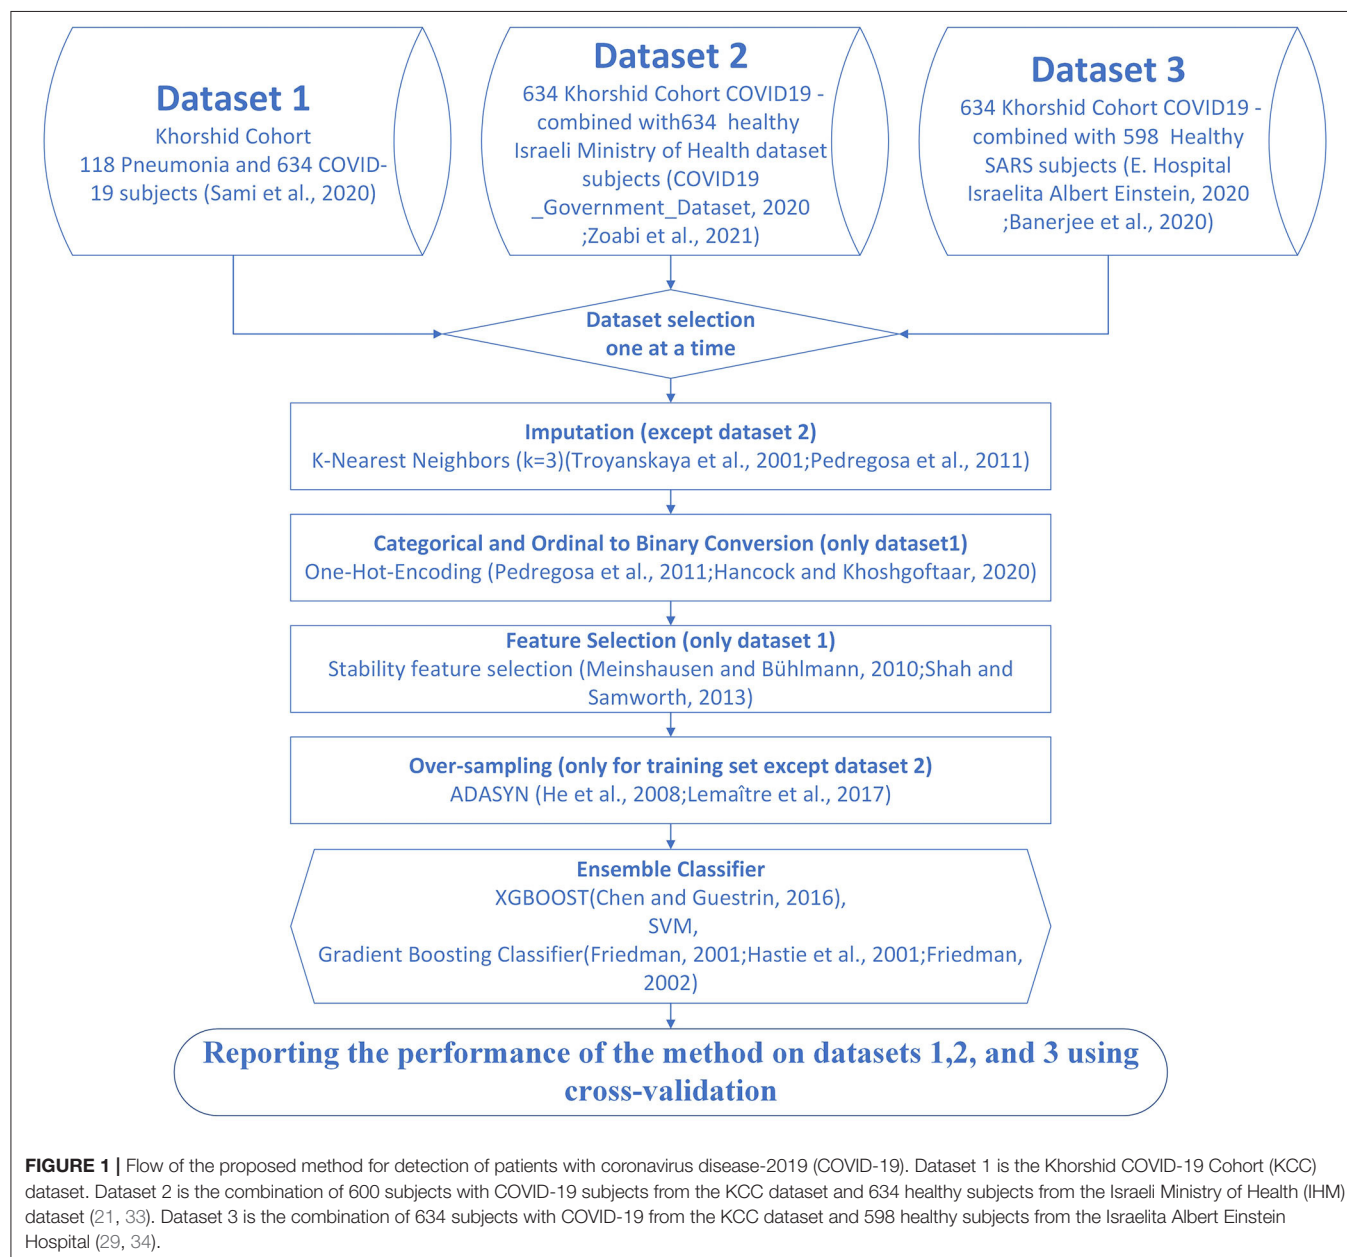 Dataset 1
Khorshid Cohort
118 Pneumonia and 634 COVID-
19 subjects (Sami et al., 2020)
Dataset 2
634 Khorshid Cohort COVID19 -
combined with634 healthy
Israeli Ministry of Health dataset
subjects (COVID19
_Government_Dataset, 2020
;Zoabi et al., 2021)
Dataset 3
634 Khorshid Cohort COVID19 -
combined with 598 Healthy
SARS subjects (E. Hospital
Israelita Albert Einstein, 2020
;Banerjee et al., 2020)
Dataset selection
one at a time
Imputation (except dataset 2)
K-Nearest Neighbors (k=3)(Troyanskaya et al., 2001;Pedregosa et al., 2011)
Categorical and Ordinal to Binary Conversion (only dataset1)
One-Hot-Encoding (Pedregosa et al., 2011;Hancock and Khoshgoftaar, 2020)
Feature Selection (only dataset 1)
Stability feature selection (Meinshausen and Bühlmann, 2010;Shah and
Samworth, 2013)
Over-sampling (only for training set except dataset 2)
ADASYN (He et al., 2008;Lemaître et al., 2017)
Ensemble Classifier
XGBOOST(Chen and Guestrin, 2016),
SVM,
Gradient Boosting Classifier(Friedman, 2001;Hastie et al., 2001;Friedman,
2002)
Reporting the performance of the method on datasets 1,2, and 3 using
cross-validation
FIGURE 1 | Flow of the proposed method for detection of patients with coronavirus disease-2019 (COVID-19). Dataset 1 is the Khorshid COVID-19 Cohort (KCC)
dataset. Dataset 2 is the combination of 600 subjects with COVID-19 subjects from the KCC dataset and 634 healthy subjects from the Israeli Ministry of Health (IHM)
dataset (21, 33). Dataset 3 is the combination of 634 subjects with COVID-19 from the KCC dataset and 598 healthy subjects from the Israelita Albert Einstein
Hospital (29, 34).